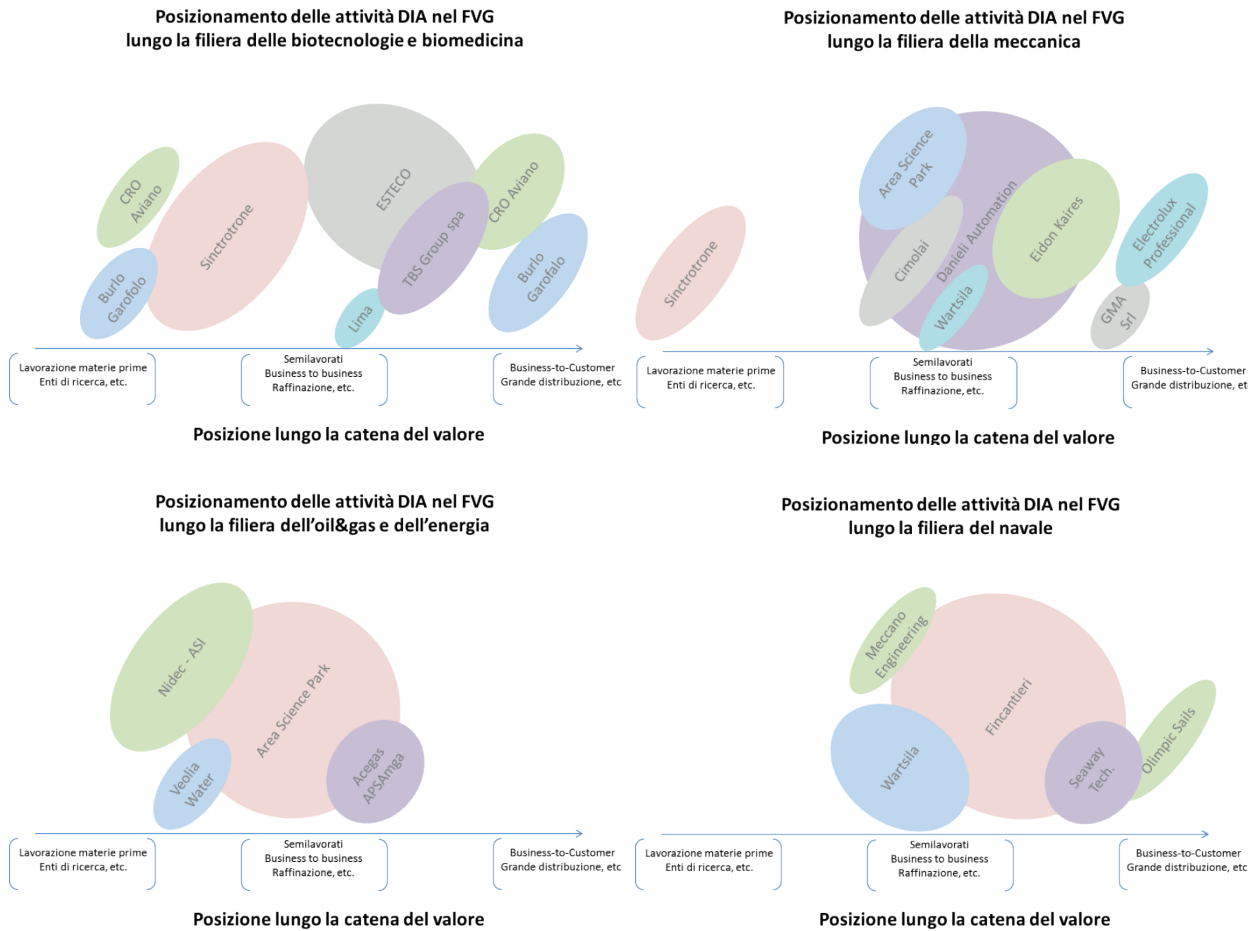 Posizionamento delle attività DIA nel FVG
lungo la filiera delle biotecnologie e biomedicina
CRO
Aviano
Burlo
Garofolo
Sinctrotrone
ESTECO
TBS Group spa
Lima
CRO Aviano
Burlo
Garofalo
Lavorazione materie prime
Enti di ricerca, etc.
Semilavorati
Business to business
Raffinazione, etc.
Business-to-Customer
Grande distribuzione, etc
Posizione lungo la catena del valore
Posizionamento delle attività DIA nel FVG
lungo la filiera della meccanica
Sinctrotrone
Area Science
Park
Cimolai
Danieli Automation
Wartsila
Eidon Kaires
Electrolux
Professional
GMA
Srl
Lavorazione materie prime
Enti di ricerca, etc.
Semilavorati
Business to business
Raffinazione, etc.
Business-to-Customer
Grande distribuzione, etc
Posizione lungo la catena del valore
Posizionamento delle attività DIA nel FVG
lungo la filiera dell'oil&gas e dell'energia
Nidec - ASI
Veolia
Water
Area Science Park
Acegas
APSAmga
Lavorazione materie prime
Enti di ricerca, etc.
Semilavorati
Business to business
Raffinazione, etc.
Business-to-Customer
Grande distribuzione, etc
Posizione lungo la catena del valore
Posizionamento delle attività DIA nel FVG
lungo la filiera del navale
Meccano
Engineering
Wartsila
Fincantieri
Seaway
Tech.
Olimpic Sails
Lavorazione materie prime
Enti di ricerca, etc.
Semilavorati
Business to business
Raffinazione, etc.
Business-to-Customer
Grande distribuzione, etc
Posizione lungo la catena del valore